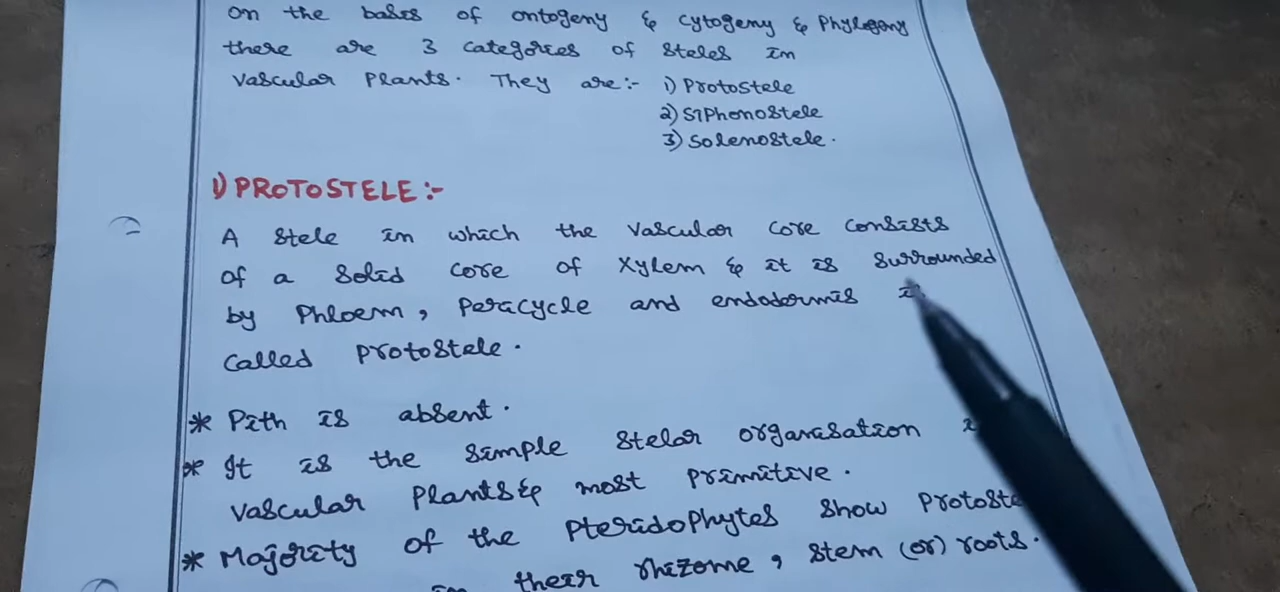 On the bases of ontogeny & cytogeny & Phylogony
there are 3 categories of steles in
vascular Plants. They are:- 1) Protostele
2) Siphonostele
3) Solenostele.
1) PROTOSTELE :-
A stele in which the vascular core consists
of a solid core of xylem & it is surrounded
by Phloem, Pericycle and endodermis
called Protostele.
* Pith is absent.
* It is the simple stelar organisation
vascular Plants & most primitive.
* Majority of the Pteridophytes show
their rhizome, stem (or) roots.